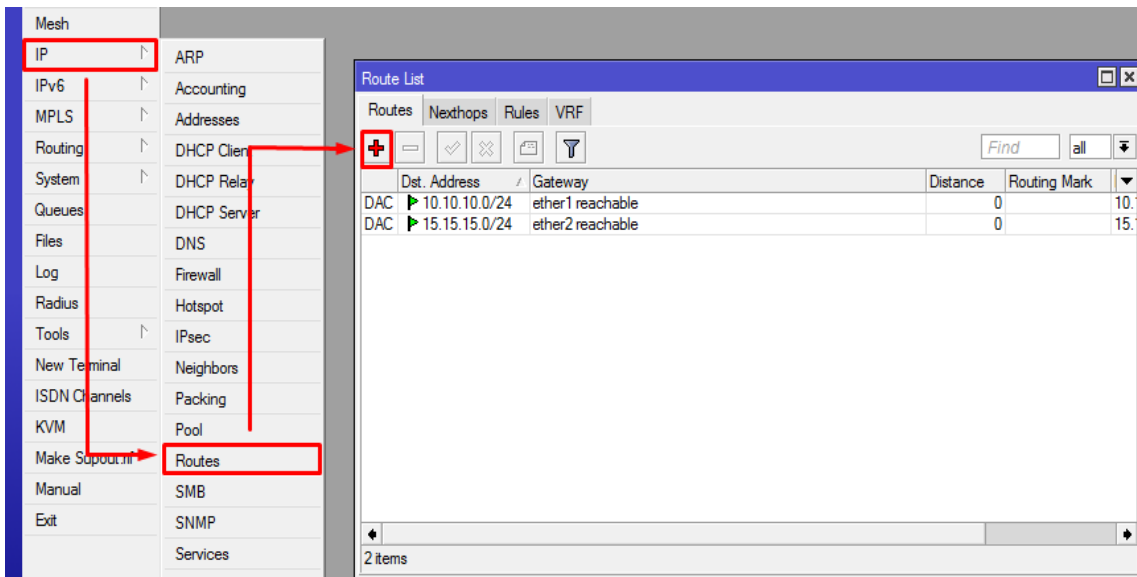 Mesh
IP
IPv6
MPLS
Routing
System
Queues
Files
Log
Radius
Tools
New Terminal
ISDN Channels
KVM
Make Supout.rif
Manual
Exit
ARP
Accounting
Addresses
DHCP Client
DHCP Relay
DHCP Server
DNS
Firewall
Hotspot
IPsec
Neighbors
Packing
Pool
Routes
SMB
SNMP
Services
Route List
Routes Nexthops Rules VRF
Find all
Dst. Address Gateway Distance Routing Mark
DAC 10.10.10.0/24 ether1 reachable 0 10.
DAC 15.15.15.0/24 ether2 reachable 0 15.
2 items